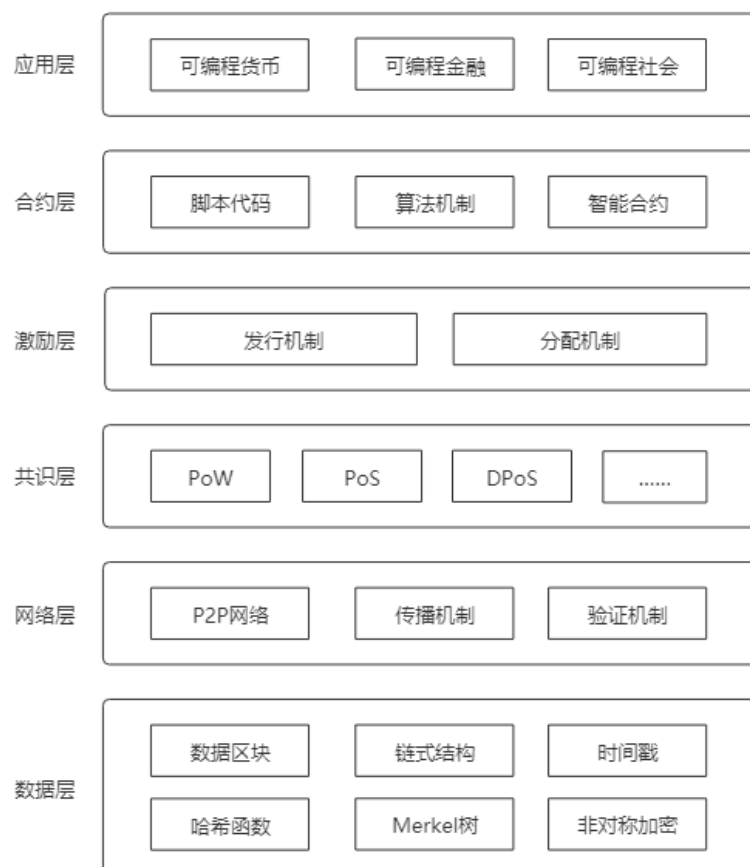 应用层 可编程货币 可编程金融 可编程社会
合约层 脚本代码 算法机制 智能合约
激励层 发行机制 分配机制
共识层 PoW PoS DPoS ......
网络层 P2P网络 传播机制 验证机制
数据区块 链式结构 时间戳
数据层
哈希函数 Merkel树 非对称加密